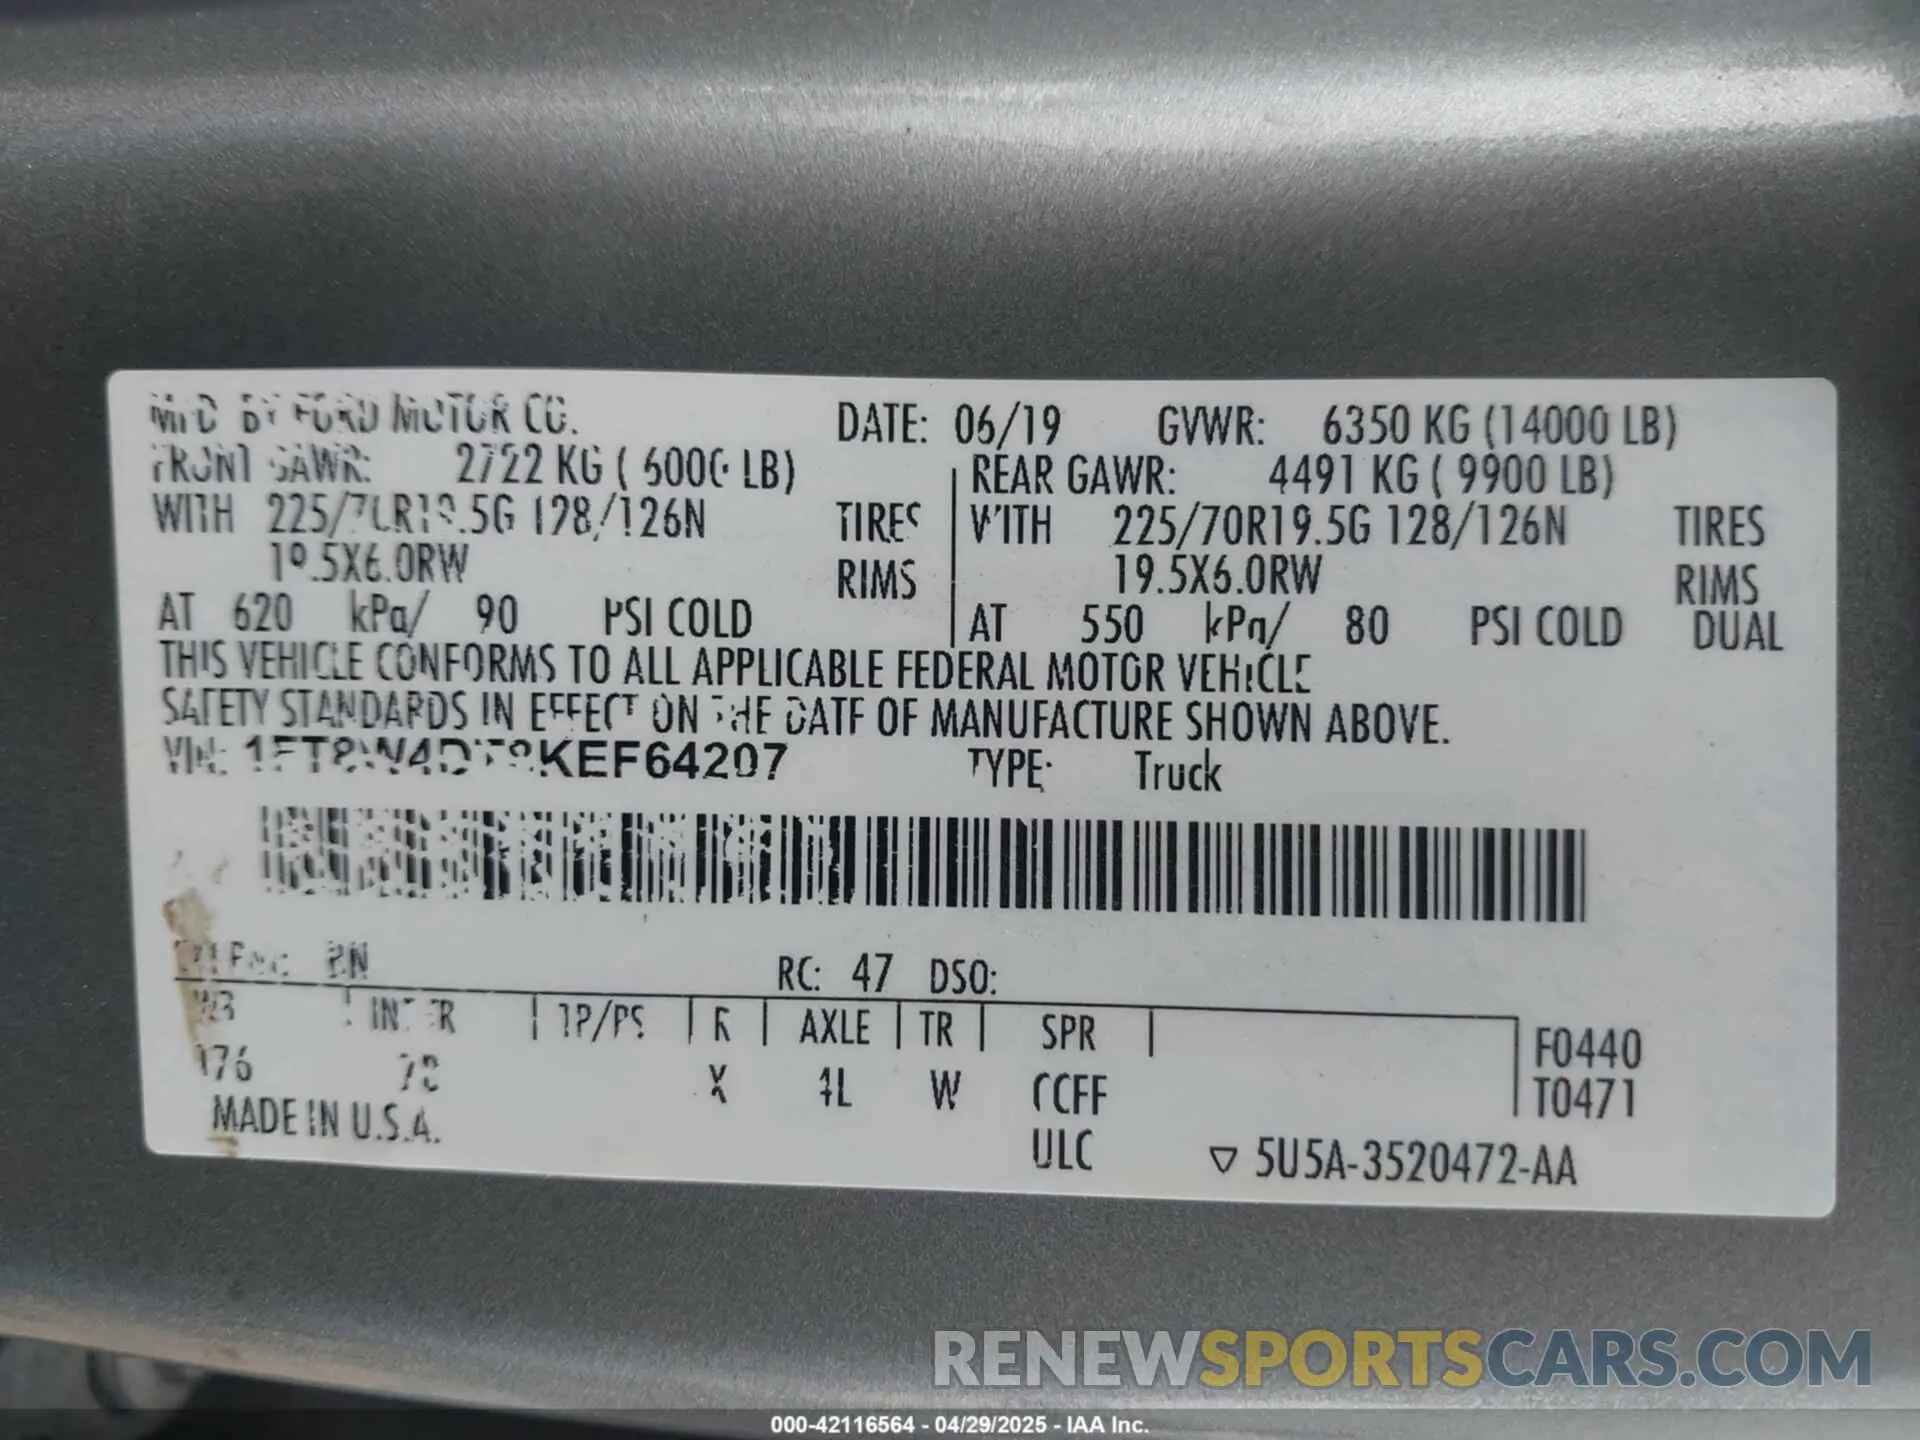 MFD BY FORD MOTOR CO. DATE: 06/19 GVWR: 6350 KG (14000 LB)
FRONT GAWR: 2722 KG ( 6000 LB) REAR GAWR: 4491 KG ( 9900 LB)
WITH 225/70R19.5G 128/126N TIRES WITH 225/70R19.5G 128/126N TIRES
19.5X6.0RW RIMS 19.5X6.0RW RIMS
AT 620 kPa/ 90 PSI COLD AT 550 kPa/ 80 PSI COLD DUAL
THIS VEHICLE CONFORMS TO ALL APPLICABLE FEDERAL MOTOR VEHICLE
SAFETY STANDARDS IN EFFECT ON THE DATE OF MANUFACTURE SHOWN ABOVE.
VIN: TYPE: Truck
RC: 47 DSO:
WB INTER TP/PS R AXLE TR SPR F0440
176 X 4L W T0471
MADE IN U.S.A. ULC ▽ 5U5A-3520472-AA
RENEWSPORTSCARS.COM
000-42116564 - 04/29/2025 - IAA Inc.